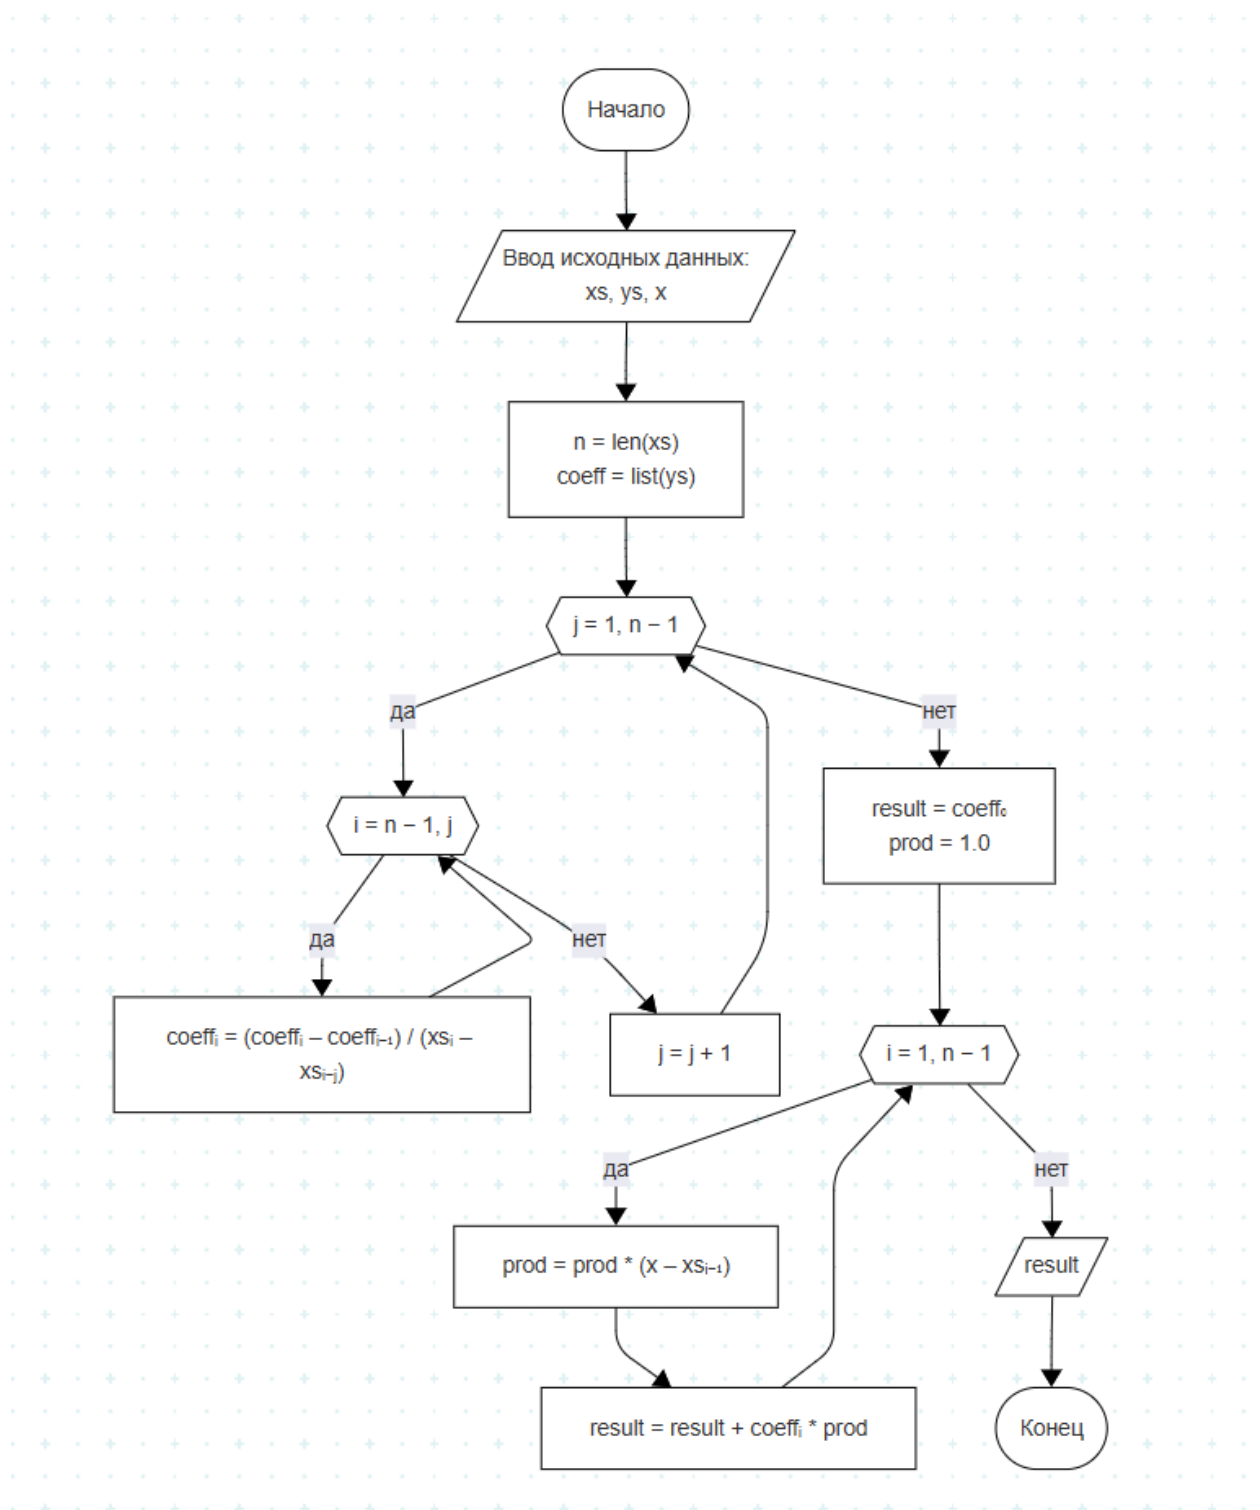 Начало
Ввод исходных данных:
xs, ys, x
n = len(xs)
coeff = list(ys)
j = 1, n − 1
да
нет
i = n − 1, j
result = coeff₀
prod = 1.0
да
нет
coeffᵢ = (coeffᵢ – coeffᵢ₋₁) / (xsᵢ –
xsᵢ₋ⱼ)
j = j + 1
i = 1, n − 1
да
нет
prod = prod * (x – xsᵢ₋₁)
result
result = result + coeffᵢ * prod
Конец